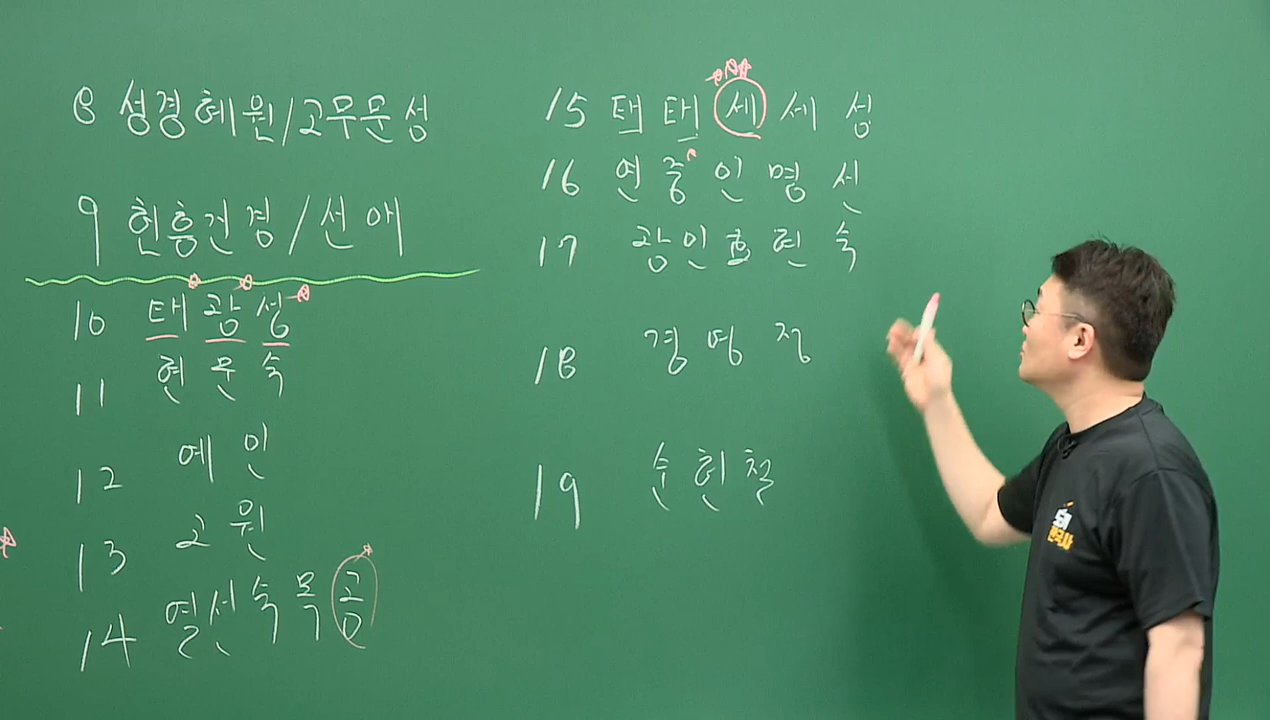 8 성경혜원/고무문성
9 헌흥건경/선애
10 태광성
11 현문숙
12 예인
13 고원
14 열선숙목공
15 태태세세성
16 연중인명선
17 광인효현숙
18 경영정
19 순헌철